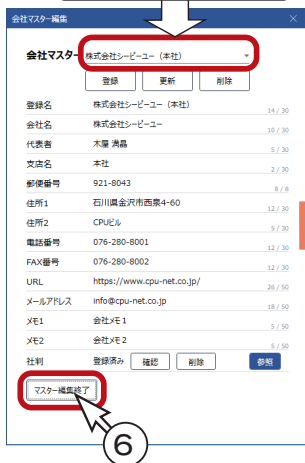 会社マスター編集
会社マスター 株式会社シーピーユー（本社）
登録 更新 削除
登録名 株式会社シーピーユー（本社） 14 / 30
会社名 株式会社シーピーユー 10 / 30
代表者 木屋 満晶 5 / 30
支店名 本社 2 / 30
郵便番号 921-8043 8 / 8
住所1 石川県金沢市西泉4-60 12 / 30
住所2 CPUビル 5 / 30
電話番号 076-280-8001 12 / 30
FAX番号 076-280-8002 12 / 30
URL https://www.cpu-net.co.jp/ 26 / 50
メールアドレス info@cpu-net.co.jp 18 / 50
メモ1 会社メモ1 5 / 50
メモ2 会社メモ2 5 / 50
社判 登録済み 確認 削除 参照
マスター編集終了
6